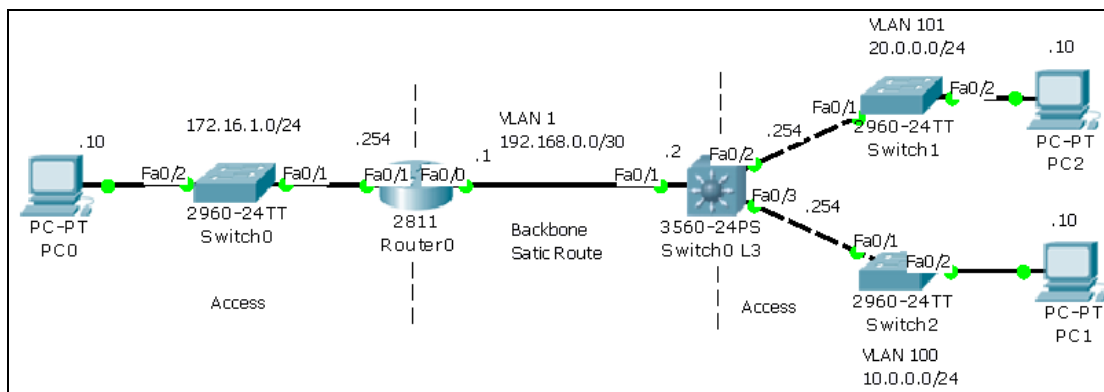 VLAN 101
20.0.0.0/24
.10
Fa0/2
Fa0/1
2960-24TT
Switch1
PC-PT
PC2
172.16.1.0/24
.254
VLAN 1
192.168.0.0/30
.254
.10
Fa0/2
Fa0/1
Fa0/1
Fa0/0
.1
Fa0/1
.2
Fa0/2
Fa0/3
.254
PC-PT
PC0
2960-24TT
Switch0
2811
Router0
Backbone
Satic Route
3560-24PS
Switch0 L3
Fa0/1
Fa0/2
.10
2960-24TT
Switch2
PC-PT
PC1
Access
Access
VLAN 100
10.0.0.0/24